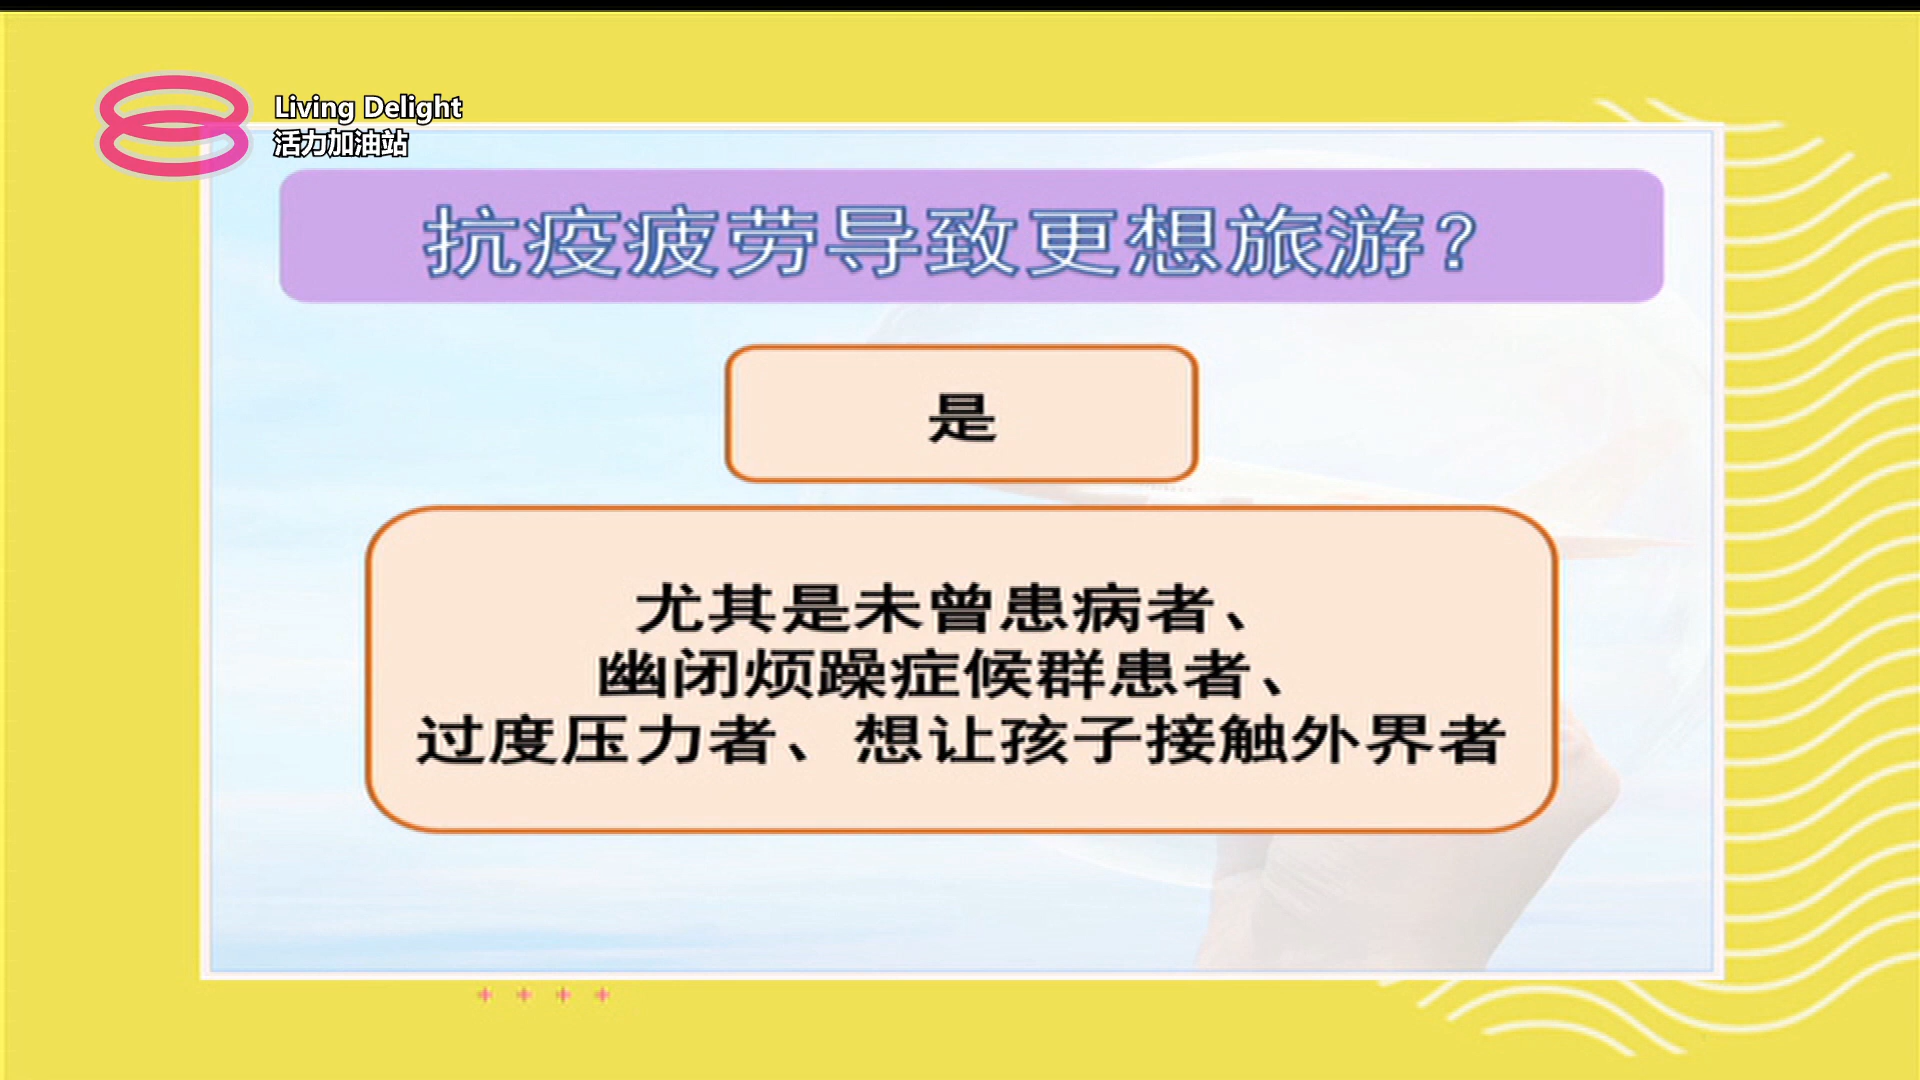 Living Delight
活力加油站
抗疫疲劳导致更想旅游?
是
尤其是未曾患病者、
幽闭烦躁症候群患者、
过度压力者、想让孩子接触外界者